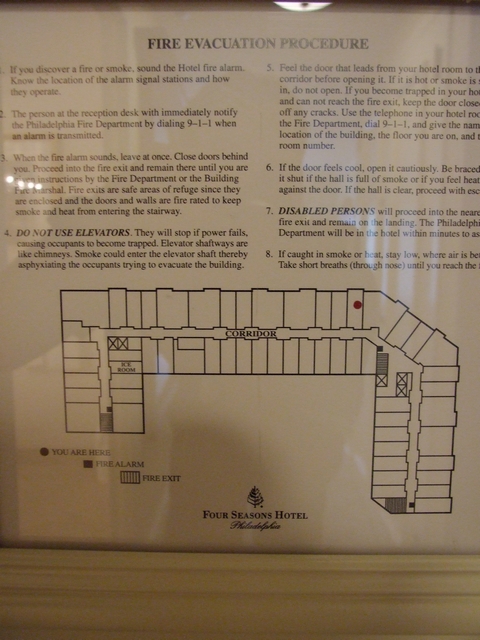 FIRE EVACUATION PROCEDURE
1. If you discover a fire or smoke, sound the Hotel fire alarm.
Know the location of the alarm signal stations and how
they operate.
2. The person at the reception desk with immediately notify
the Philadelphia Fire Department by dialing 9-1-1 when
an alarm is transmitted.
3. When the fire alarm sounds, leave at once. Close doors behind
you. Proceed into the fire exit and remain there until you are
instructions by the Fire Department or the Building
Fire Marshal. Fire exits are safe areas of refuge since they
are enclosed and the doors and walls are fire rated to keep
smoke and heat from entering the stairway.
4. DO NOT USE ELEVATORS. They will stop if power fails,
causing occupants to become trapped. Elevator shaftways are
like chimneys. Smoke could enter the elevator shaft thereby
asphyxiating the occupants trying to evacuate the building.
5. Feel the door that leads from your hotel room to
corridor before opening it. If it is hot or smoke is
in, do not open. If you become trapped in your
and can not reach the fire exit, keep the door
off any cracks. Use the telephone in your hotel
the Fire Department, dial 9-1-1, and give the
location of the building, the floor you are on, and
room number.
6. If the door feels cool, open it cautiously. Be braced
it shut if the hall is full of smoke or if you feel heat
against the door. If the hall is clear, proceed with
7. DISABLED PERSONS will proceed into the
fire exit and remain on the landing. The
Department will be in the hotel within minutes to
8. If caught in smoke or heat, stay low, where air is
Take short breaths (through nose) until you reach the
CORRIDOR
ICE
ROOM
YOU ARE HERE
FIRE ALARM
FIRE EXIT
FOUR SEASONS HOTEL
Philadelphia